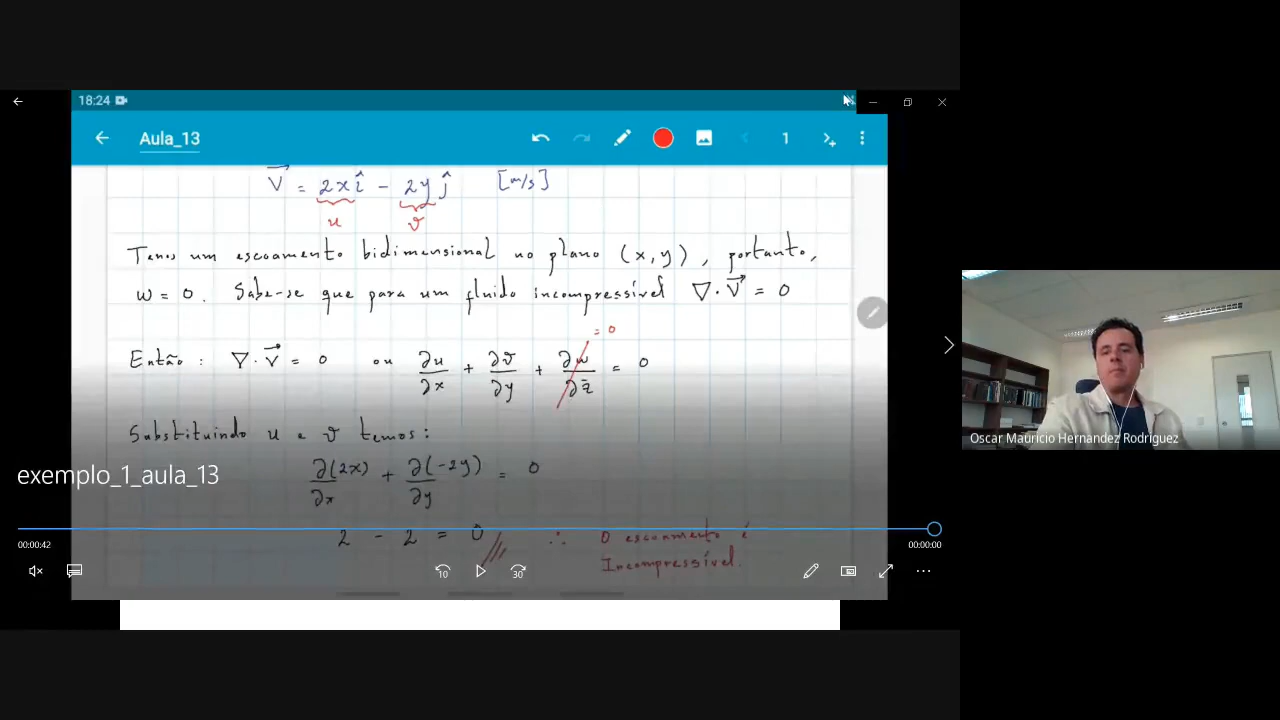 18:24
Aula_13
1
V⃗ = 2x î - 2y ĵ [m/s]
u v
Temos um escoamento bidimensional no plano (x,y), portanto,
w = 0. Sabe-se que para um fluido incompressível ∇·V⃗ = 0
= 0
Então: ∇·V⃗ = 0 ou ∂u/∂x + ∂v/∂y + ∂w/∂z = 0
Substituindo u e v temos:
∂(2x)/∂x + ∂(-2y)/∂y = 0
exemplo_1_aula_13
2 - 2 = 0 ∴ O escoamento é
Incompressível.
00:00:42
00:00:00
10
30
Oscar Mauricio Hernandez Rodriguez